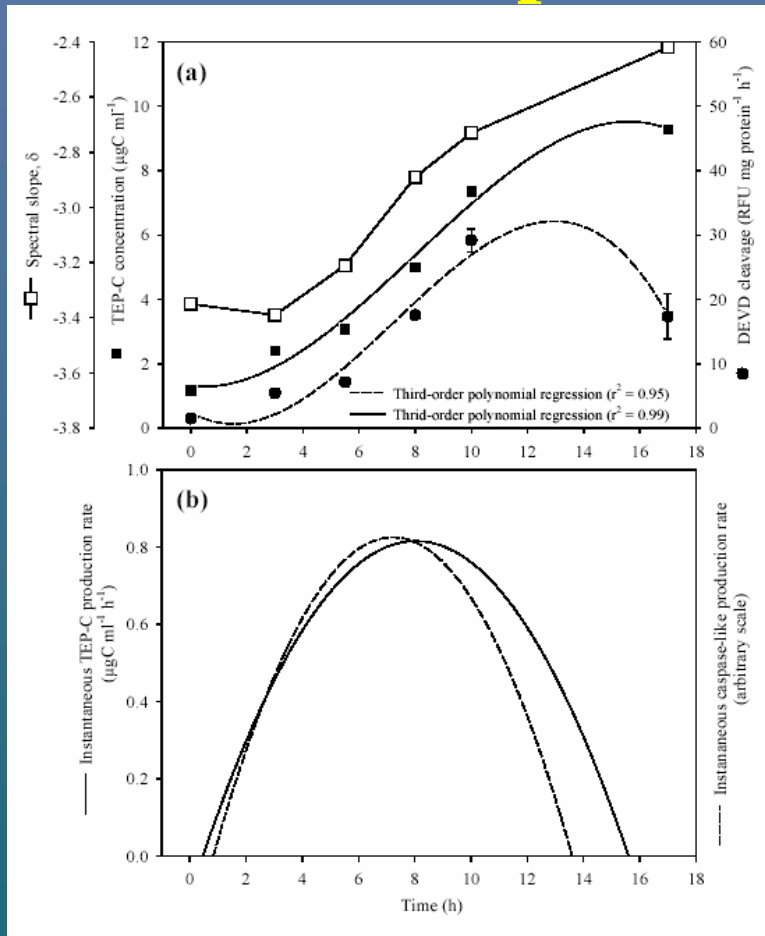 -2.4
-2.6
-2.8
-3.0
-3.2
-3.4
-3.6
-3.8
Spectral slope, δ
12
10
8
6
4
2
0
TEP-C concentration (µgC ml⁻¹)
(a)
60
50
40
30
20
10
0
DEVD cleavage (RFU mg protein⁻¹ h⁻¹)
Third-order polynomial regression (r² = 0.95)
Thrid-order polynomial regression (r² = 0.99)
0 2 4 6 8 10 12 14 16 18
(b)
1.0
0.8
0.6
0.4
0.2
0.0
Instantaneous TEP-C production rate
(µgC ml⁻¹ h⁻¹)
Instananeous caspase-like production rate
(arbitrary scale)
0 2 4 6 8 10 12 14 16 18
Time (h)